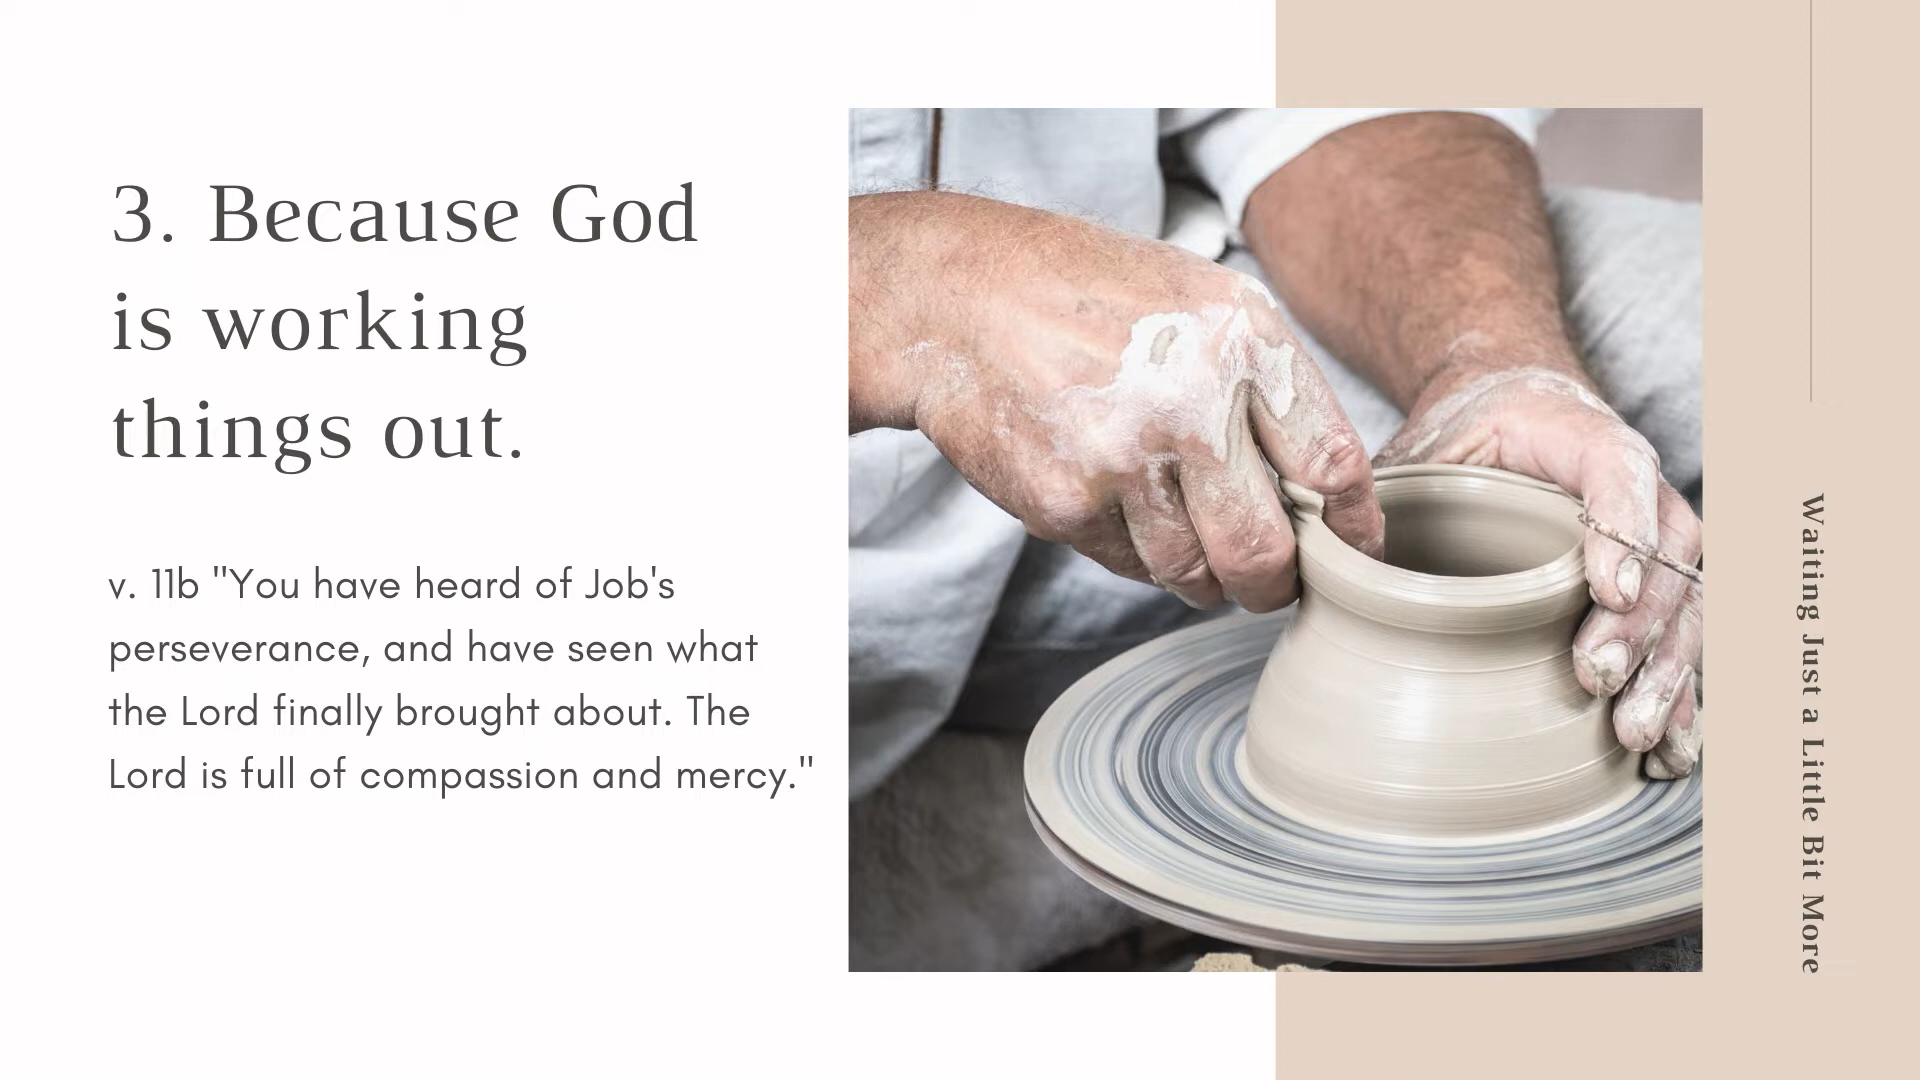 3. Because God
is working
things out.
v. 11b "You have heard of Job's
perseverance, and have seen what
the Lord finally brought about. The
Lord is full of compassion and mercy."
Waiting Just a Little Bit More